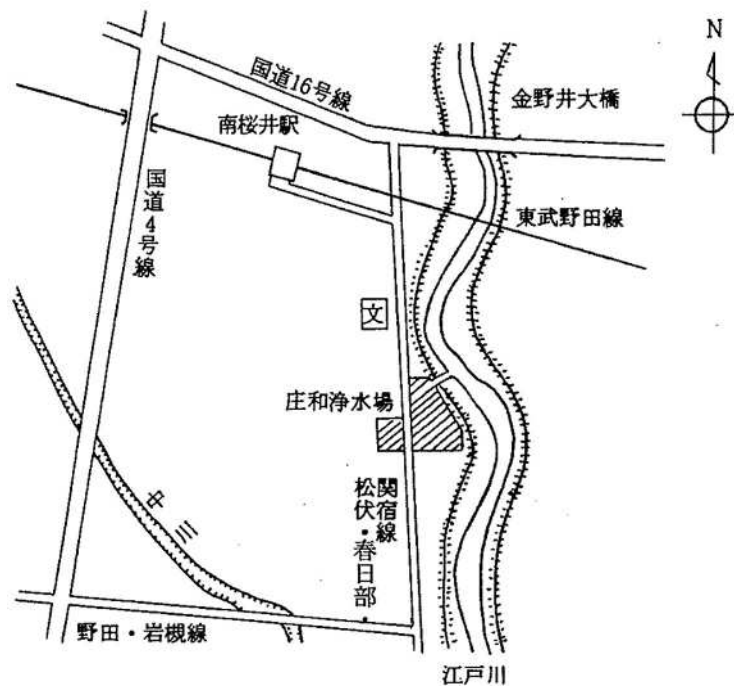 N
国道16号線
金野井大橋
南桜井駅
国道4号線
東武野田線
文
庄和浄水場
中川
関宿線
松伏・春日部・
野田・岩槻線
江戸川